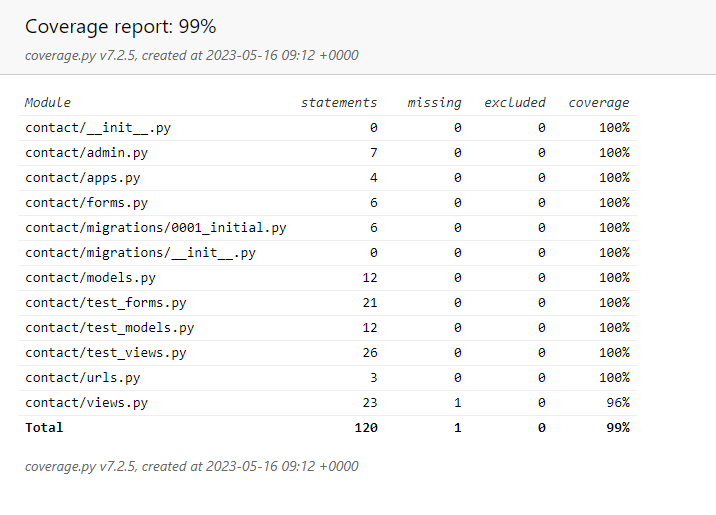 Coverage report: 99%
coverage.py v7.2.5, created at 2023-05-16 09:12 +0000
Module statements missing excluded coverage
contact/__init__.py 0 0 0 100%
contact/admin.py 7 0 0 100%
contact/apps.py 4 0 0 100%
contact/forms.py 6 0 0 100%
contact/migrations/0001_initial.py 6 0 0 100%
contact/migrations/__init__.py 0 0 0 100%
contact/models.py 12 0 0 100%
contact/test_forms.py 21 0 0 100%
contact/test_models.py 12 0 0 100%
contact/test_views.py 26 0 0 100%
contact/urls.py 3 0 0 100%
contact/views.py 23 1 0 96%
Total 120 1 0 99%
coverage.py v7.2.5, created at 2023-05-16 09:12 +0000